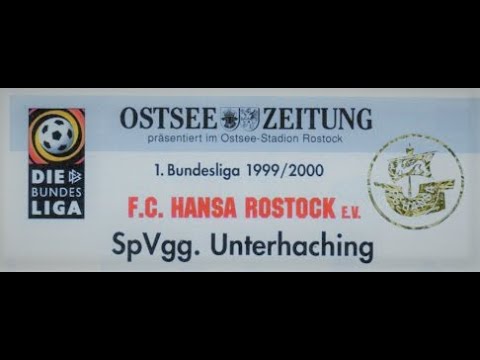 OSTSEE ZEITUNG
präsentiert im Ostsee-Stadion Rostock
DIE
BUNDES
LIGA
1. Bundesliga 1999/2000
F.C. HANSA ROSTOCK E.V.
SpVgg. Unterhaching